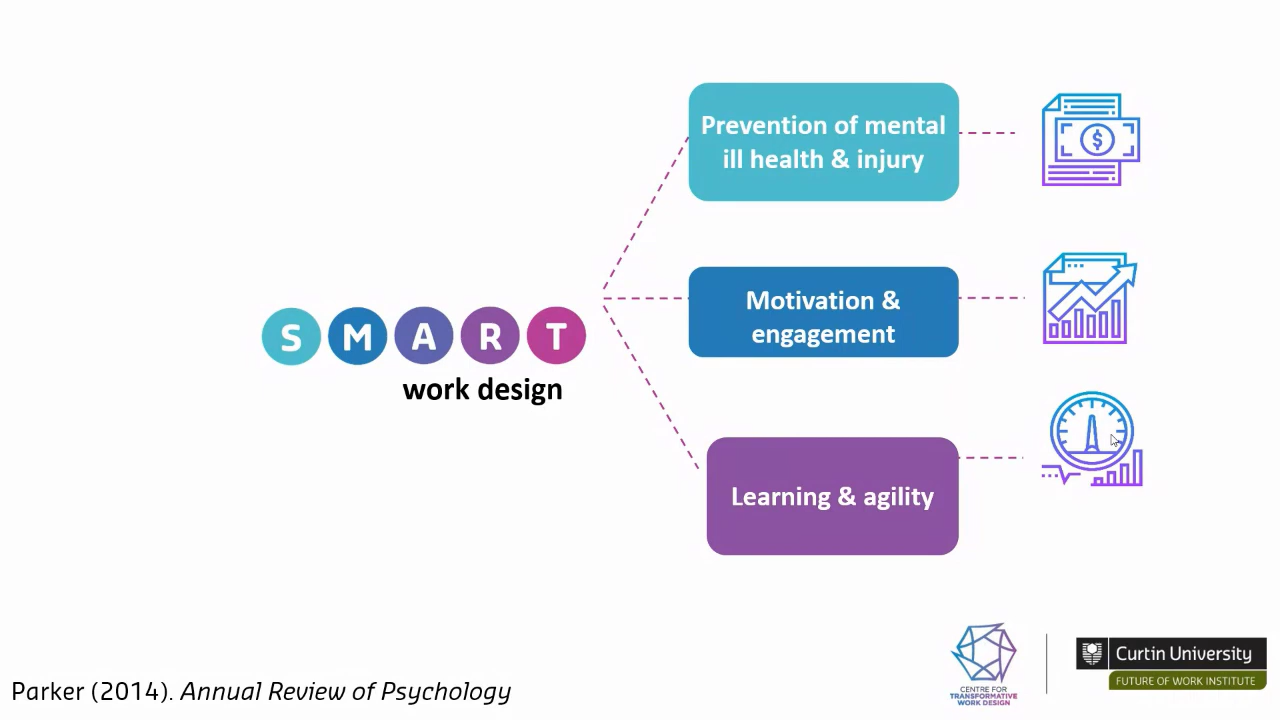 Prevention of mental
ill health & injury
$
Motivation &
engagement
S M A R T
work design
Learning & agility
Parker (2014). Annual Review of Psychology
CENTRE FOR
TRANSFORMATIVE
WORK DESIGN
Curtin University
FUTURE OF WORK INSTITUTE